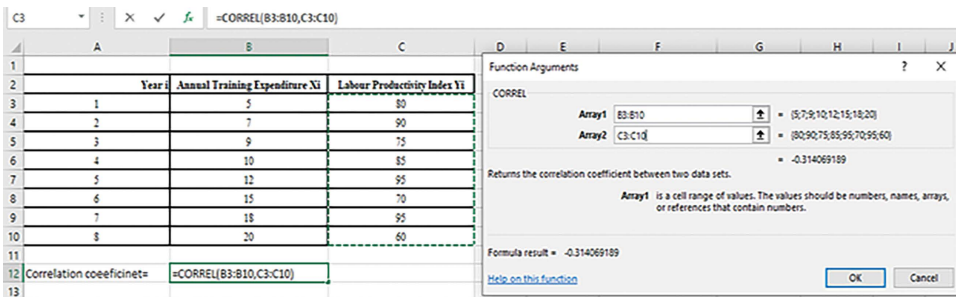 C3 =CORREL(B3:B10,C3:C10)
A B C D E F G H I J
1
2 Year i Annual Training Expenditure Xi Labour Productivity Index Yi
3 1 5 80
4 2 7 90
5 3 9 75
6 4 10 85
7 5 12 95
8 6 15 70
9 7 18 95
10 8 20 60
11
12 Correlation coeeficinet= =CORREL(B3:B10,C3:C10)
13
Function Arguments ? X
CORREL
Array1 B3:B10 = {5;7;9;10;12;15;18;20}
Array2 C3:C10 = {80;90;75;85;95;70;95;60}
= -0.314069189
Returns the correlation coefficient between two data sets.
Array1 is a cell range of values. The values should be numbers, names, arrays,
or references that contain numbers.
Formula result = -0.314069189
Help on this function OK Cancel